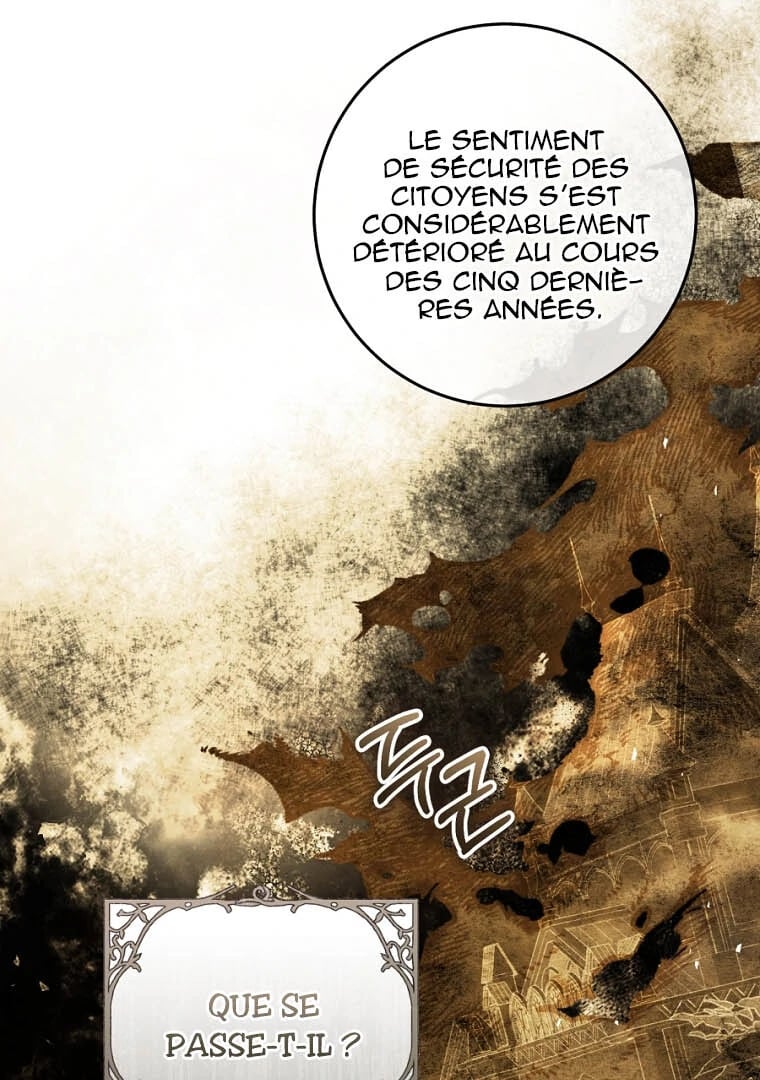 LE SENTIMENT
DE SÉCURITÉ DES
CITOYENS S'EST
CONSIDÉRABLEMENT
DÉTÉRIORÉ AU COURS
DES CINQ DERNIÈ-
RES ANNÉES.
QUE SE
PASSE-T-IL ?